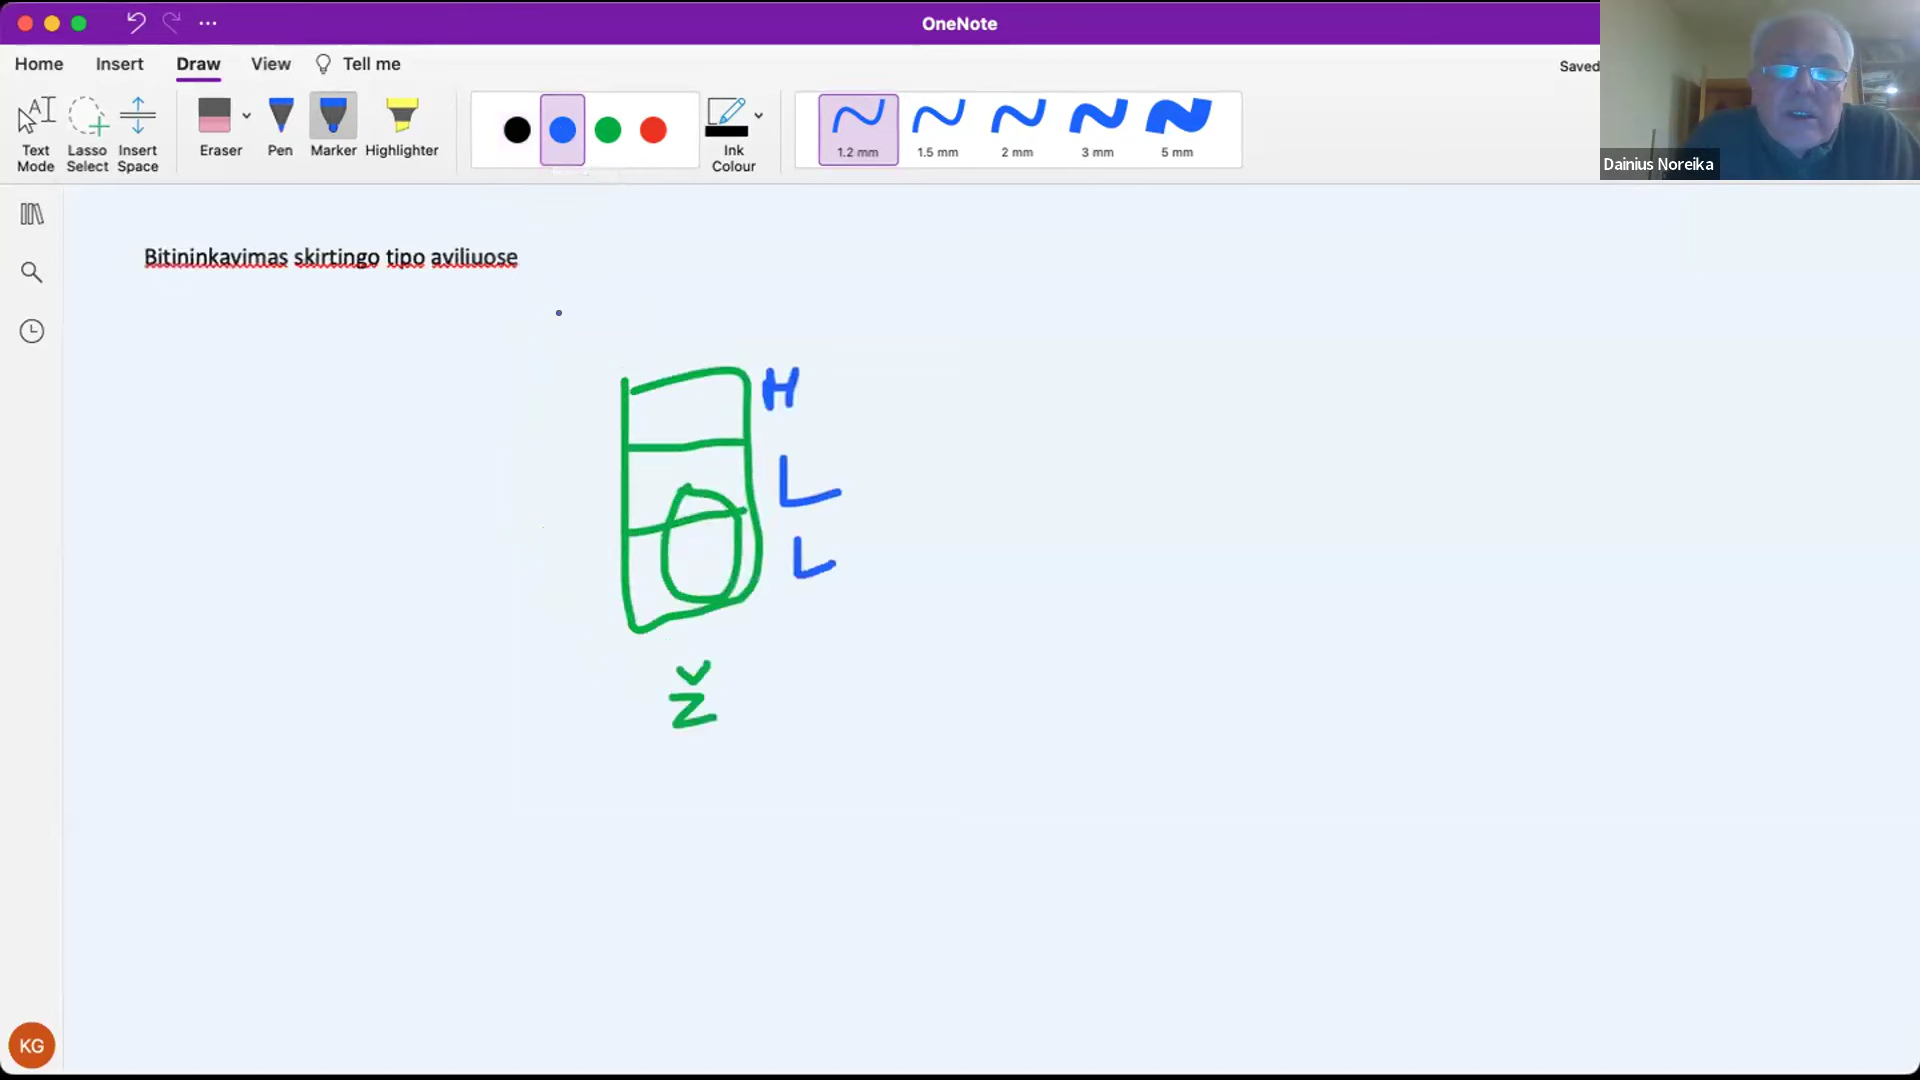 OneNote
Home Insert Draw View Tell me
Saved
Text Mode
Lasso Select
Insert Space
Eraser
Pen
Marker
Highlighter
Ink Colour
1.2 mm
1.5 mm
2 mm
3 mm
5 mm
Dainius Noreika
Bitininkavimas skirtingo tipo aviliuose
H
L
L
Ž
KG